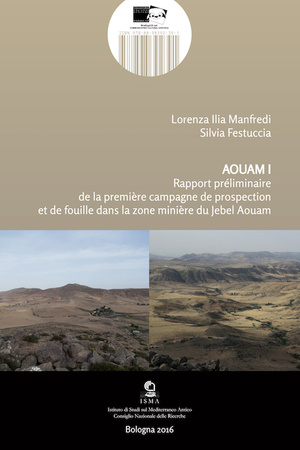 Lorenza Ilia Manfredi
Silvia Festuccia
AOUAM I
Rapport préliminaire
de la première campagne de prospection
et de fouille dans la zone minière du Jebel Aouam
ISMA
Istituto di Studi sul Mediterraneo Antico
Consiglio Nazionale delle Ricerche
Bologna 2016